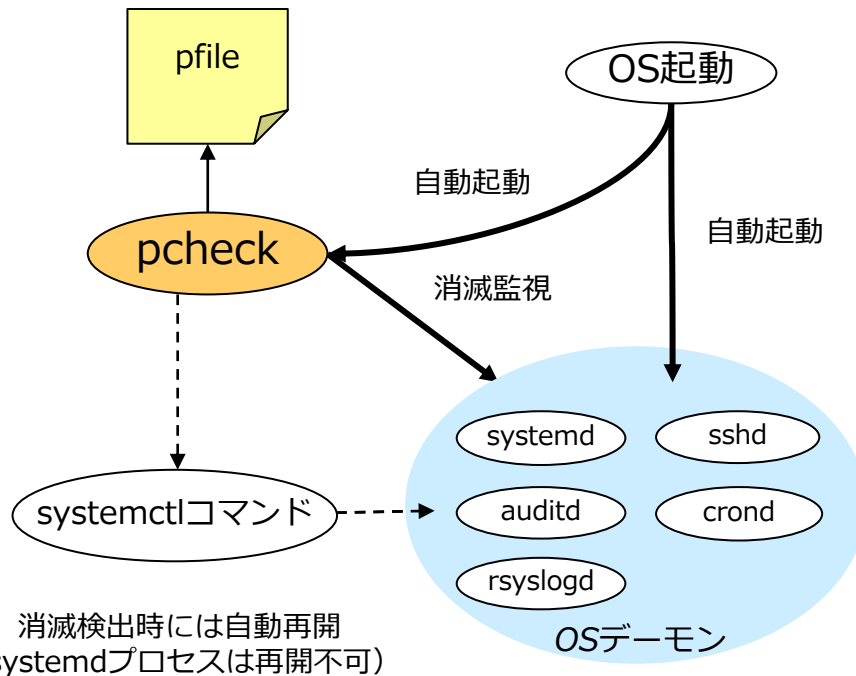 pfile
OS起動
自動起動
自動起動
pcheck
消滅監視
systemd
sshd
systemctlコマンド
auditd
crond
rsyslogd
OSデーモン
消滅検出時には自動再開
systemdプロセスは再開不可）